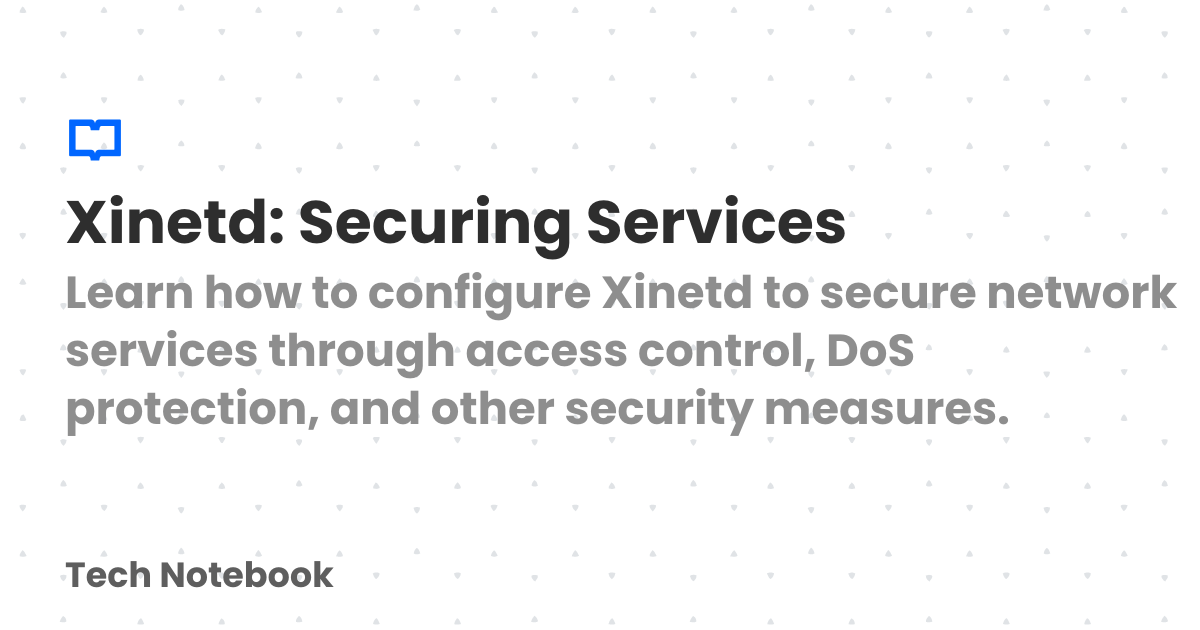 Xinetd: Securing Services
Learn how to configure Xinetd to secure network
services through access control, DoS
protection, and other security measures.
Tech Notebook